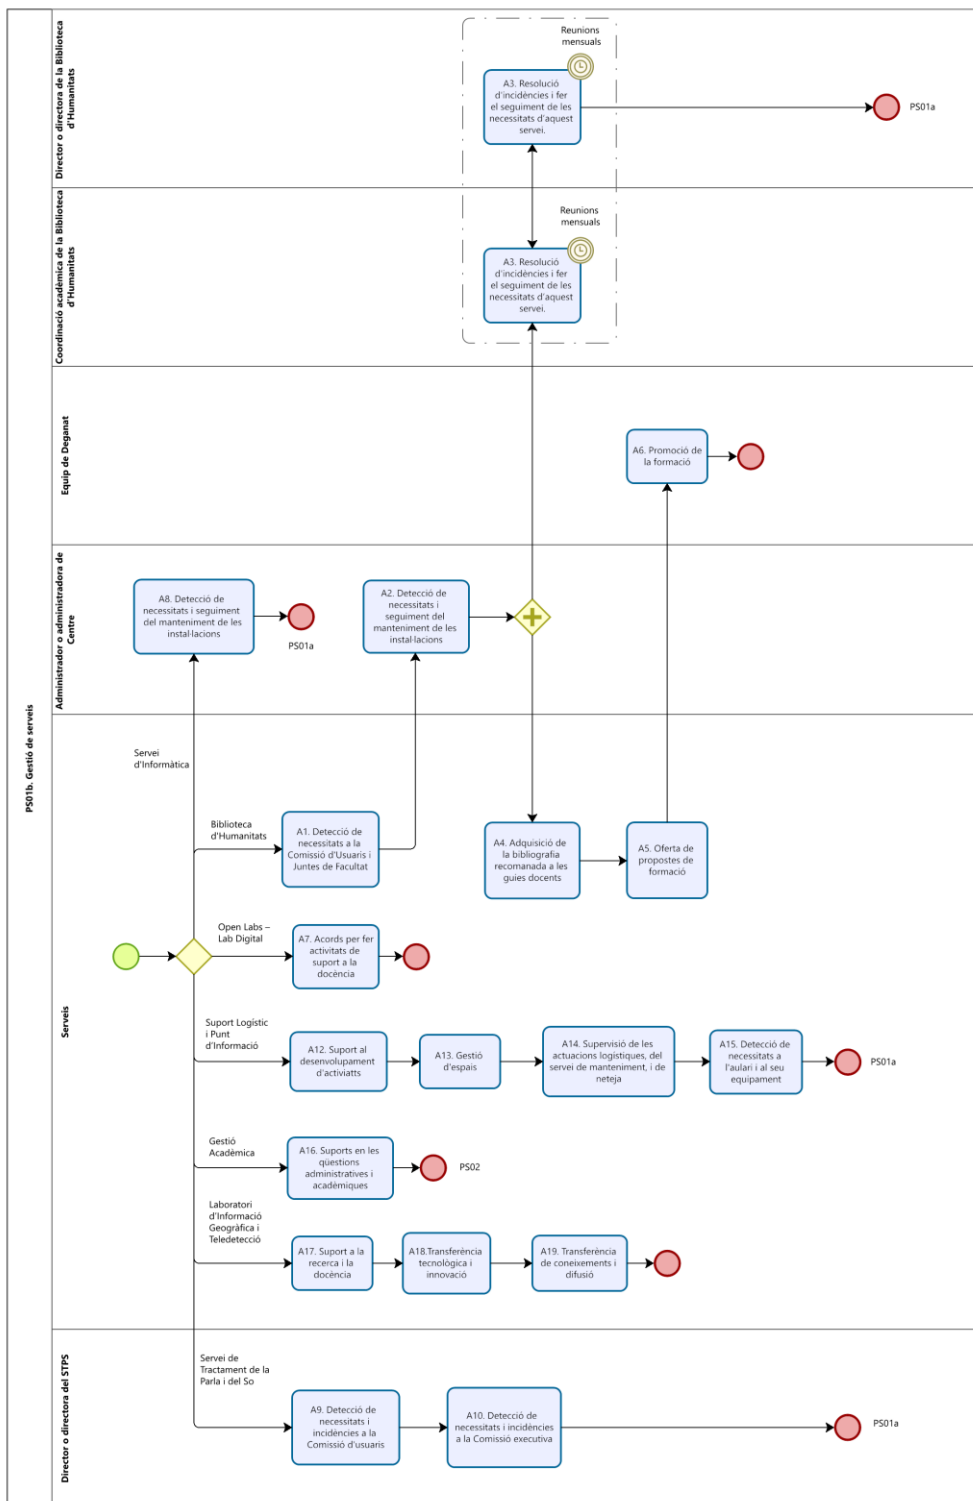 PS01b. Gestió de serveis
Director o directora de la Biblioteca
d'Humanitats
Reunions
mensuals
A3. Resolució
d'incidències i fer
el seguiment de les
necessitats d'aquest
servei.
PS01a
Coordinació acadèmica de la Biblioteca
d'Humanitats
Reunions
mensuals
A3. Resolució
d'incidències i fer
el seguiment de les
necessitats d'aquest
servei.
Equip de Deganat
A6. Promoció de
la formació
Administrador o administradora de
Centre
A8. Detecció de
necessitats i seguiment
del manteniment de les
instal·lacions
PS01a
A2. Detecció de
necessitats i
seguiment del
manteniment de les
instal·lacions
Serveis
Servei
d'Informàtica
Biblioteca
d'Humanitats
A1. Detecció de
necessitats a la
Comissió d'Usuaris i
Juntes de Facultat
A4. Adquisició de
la bibliografia
recomanada a les
guies docents
A5. Oferta de
propostes de
formació
Open Labs –
Lab Digital
A7. Acords per fer
activitats de
suport a la
docència
Suport Logístic
i Punt
d'Informació
A12. Suport al
desenvolupament
d'activiatts
A13. Gestió
d'espais
A14. Supervisió de les
actuacions logístiques, del
servei de manteniment, i de
neteja
A15. Detecció de
necessitats a
l'aulari i al seu
equipament
PS01a
Gestió
Acadèmica
A16. Suports en les
qüestions
administratives i
acadèmiques
PS02
Laboratori
d'Informació
Geogràfica i
Teledetecció
A17. Suport a la
recerca i la
docència
A18.Transferència
tecnològica i
innovació
A19. Transferència
de coneixements i
difusió
Director o directora del STPS
Servei de
Tractament de la
Parla i del So
A9. Detecció de
necessitats i
incidències a la
Comissió d'usuaris
A10. Detecció de
necessitats i incidències
a la Comissió executiva
PS01a